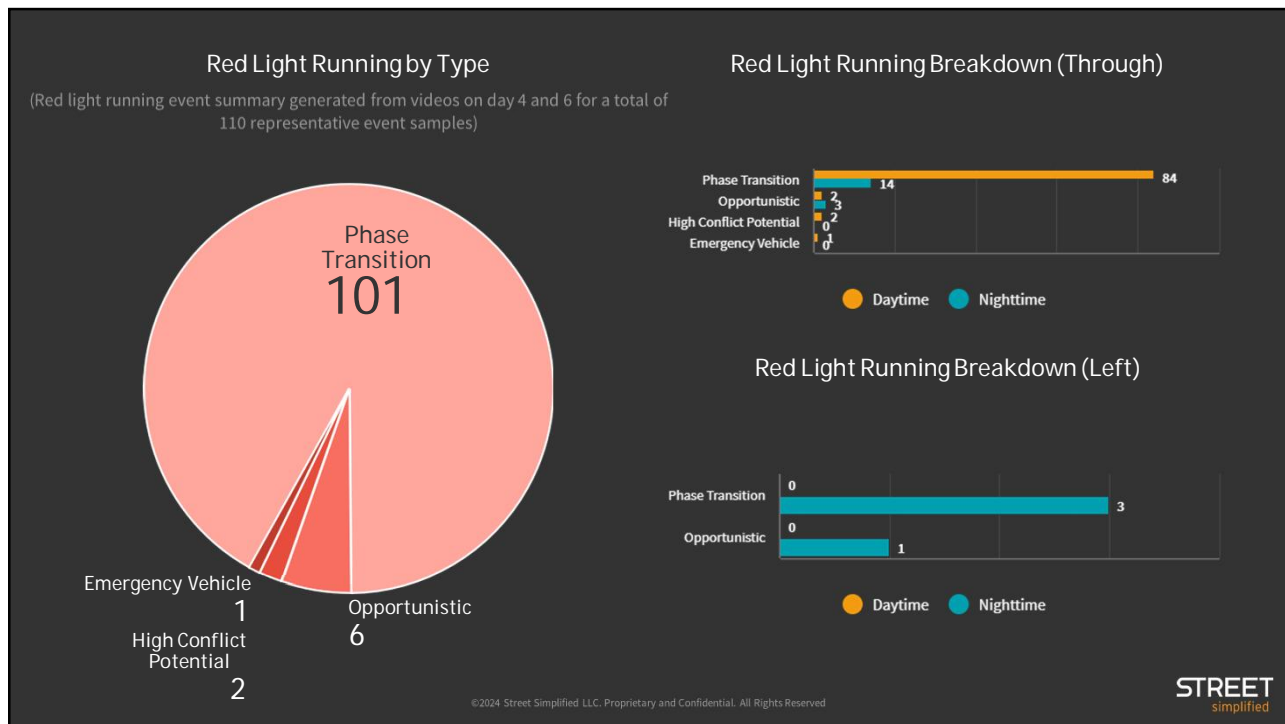 Red Light Running by Type
(Red light running event summary generated from videos on day 4 and 6 for a total of
110 representative event samples)
Phase
Transition
101
Emergency Vehicle
1
High Conflict
Potential
2
Opportunistic
6
Red Light Running Breakdown (Through)
Phase Transition
84
14
Opportunistic
2
3
High Conflict Potential
2
0
Emergency Vehicle
1
0
Daytime Nighttime
Red Light Running Breakdown (Left)
Phase Transition
0
3
Opportunistic
0
1
Daytime Nighttime
©2024 Street Simplified LLC. Proprietary and Confidential. All Rights Reserved
STREET
simplified